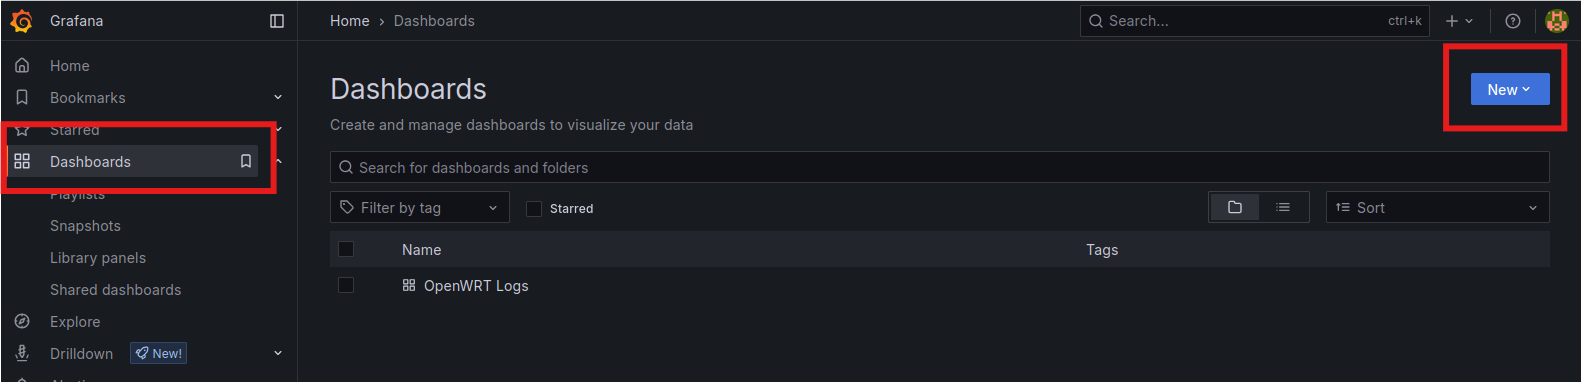 Grafana
Home > Dashboards
Search...
ctrl+k
Home
Bookmarks
Starred
Dashboards
Playlists
Snapshots
Library panels
Shared dashboards
Explore
Drilldown
New!
Dashboards
New
Create and manage dashboards to visualize your data
Search for dashboards and folders
Filter by tag
Starred
Sort
Name
Tags
OpenWRT Logs